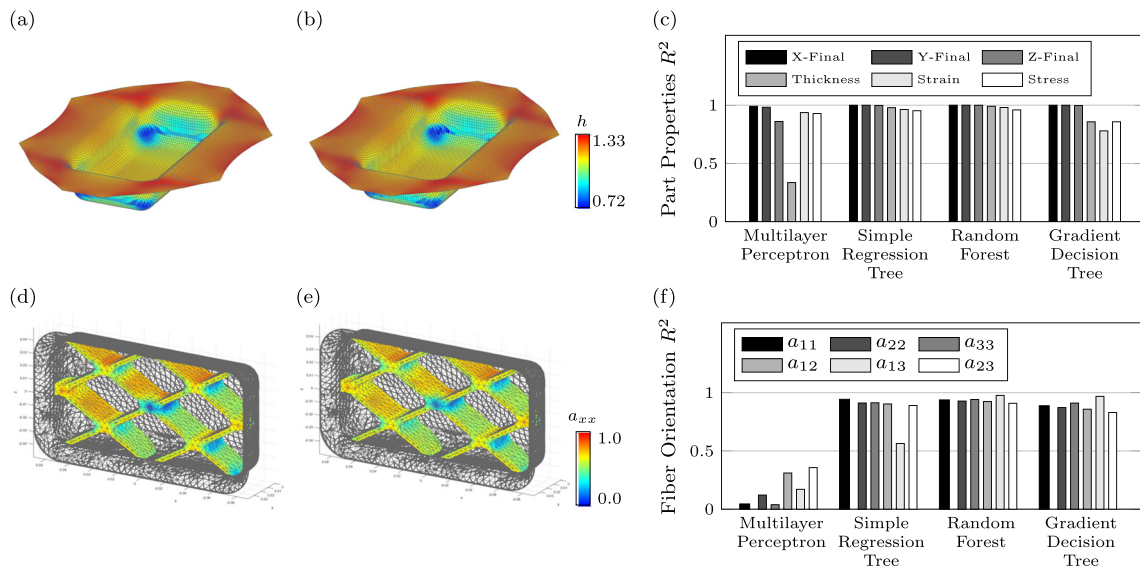 (a)
(b)
(c)
h
1.33
0.72
Part Properties R²
X-Final
Y-Final
Z-Final
Thickness
Strain
Stress
1
0.5
0
Multilayer
Perceptron
Simple
Regression
Tree
Random
Forest
Gradient
Decision
Tree
(d)
(e)
(f)
a_{xx}
1.0
0.0
Fiber Orientation R²
a₁₁
a₂₂
a₃₃
a₁₂
a₁₃
a₂₃
1
0.5
0
Multilayer
Perceptron
Simple
Regression
Tree
Random
Forest
Gradient
Decision
Tree